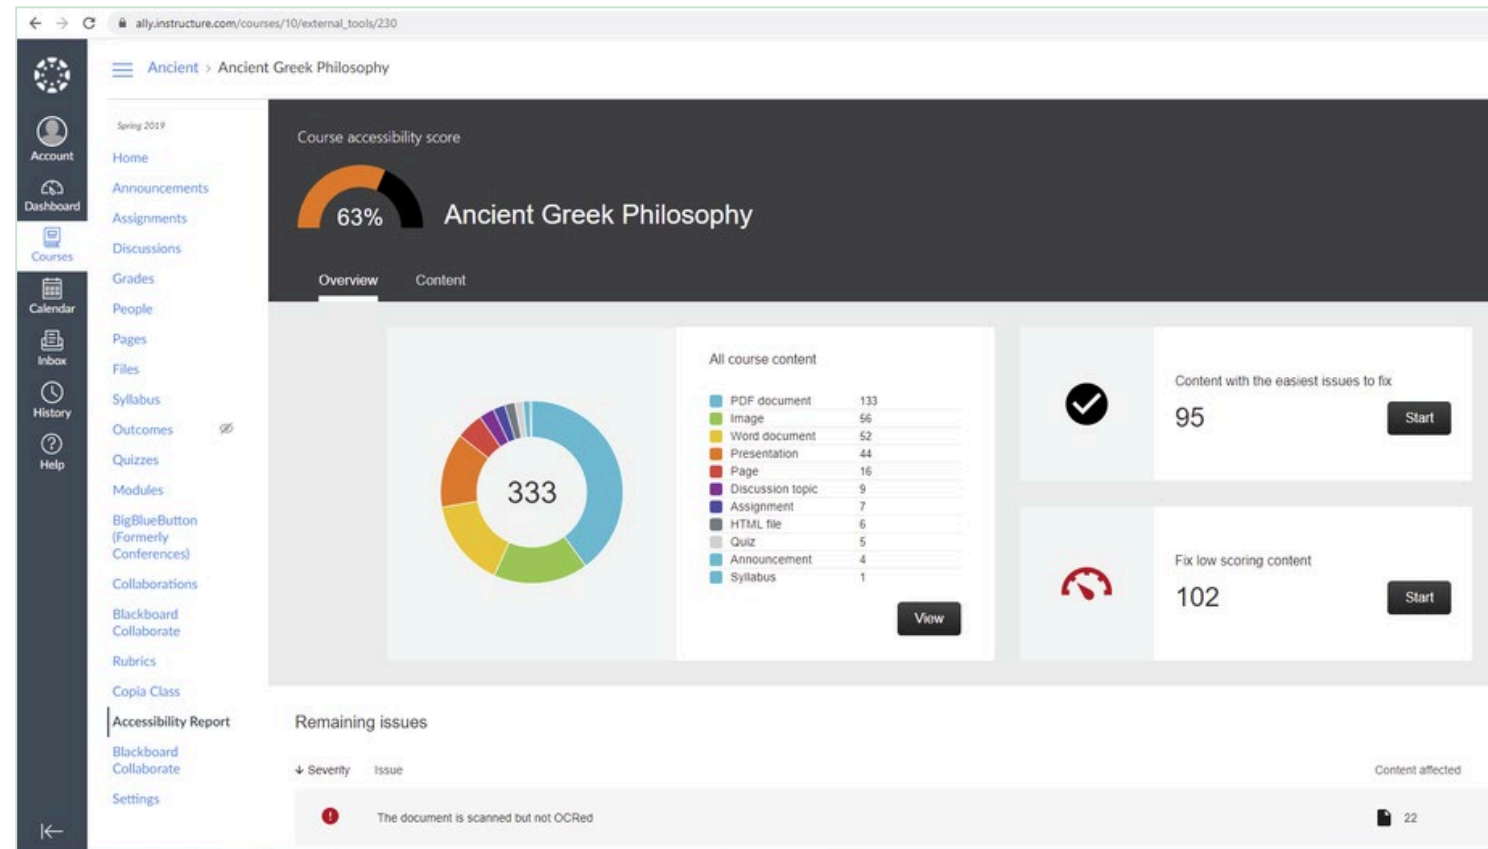 ally.instructure.com/courses/10/external_tools/230
Ancient > Ancient Greek Philosophy
Account
Dashboard
Courses
Calendar
Inbox
History
Help
Spring 2019
Home
Announcements
Assignments
Discussions
Grades
People
Pages
Files
Syllabus
Outcomes
Quizzes
Modules
BigBlueButton
(Formerly
Conferences)
Collaborations
Blackboard
Collaborate
Rubrics
Copia Class
Accessibility Report
Blackboard
Collaborate
Settings
Course accessibility score
63%
Ancient Greek Philosophy
Overview Content
333
All course content
PDF document 133
Image 56
Word document 52
Presentation 44
Page 16
Discussion topic 9
Assignment 7
HTML file 6
Quiz 5
Announcement 4
Syllabus 1
View
Content with the easiest issues to fix
95
Start
Fix low scoring content
102
Start
Remaining issues
Severity Issue Content affected
The document is scanned but not OCRed 22